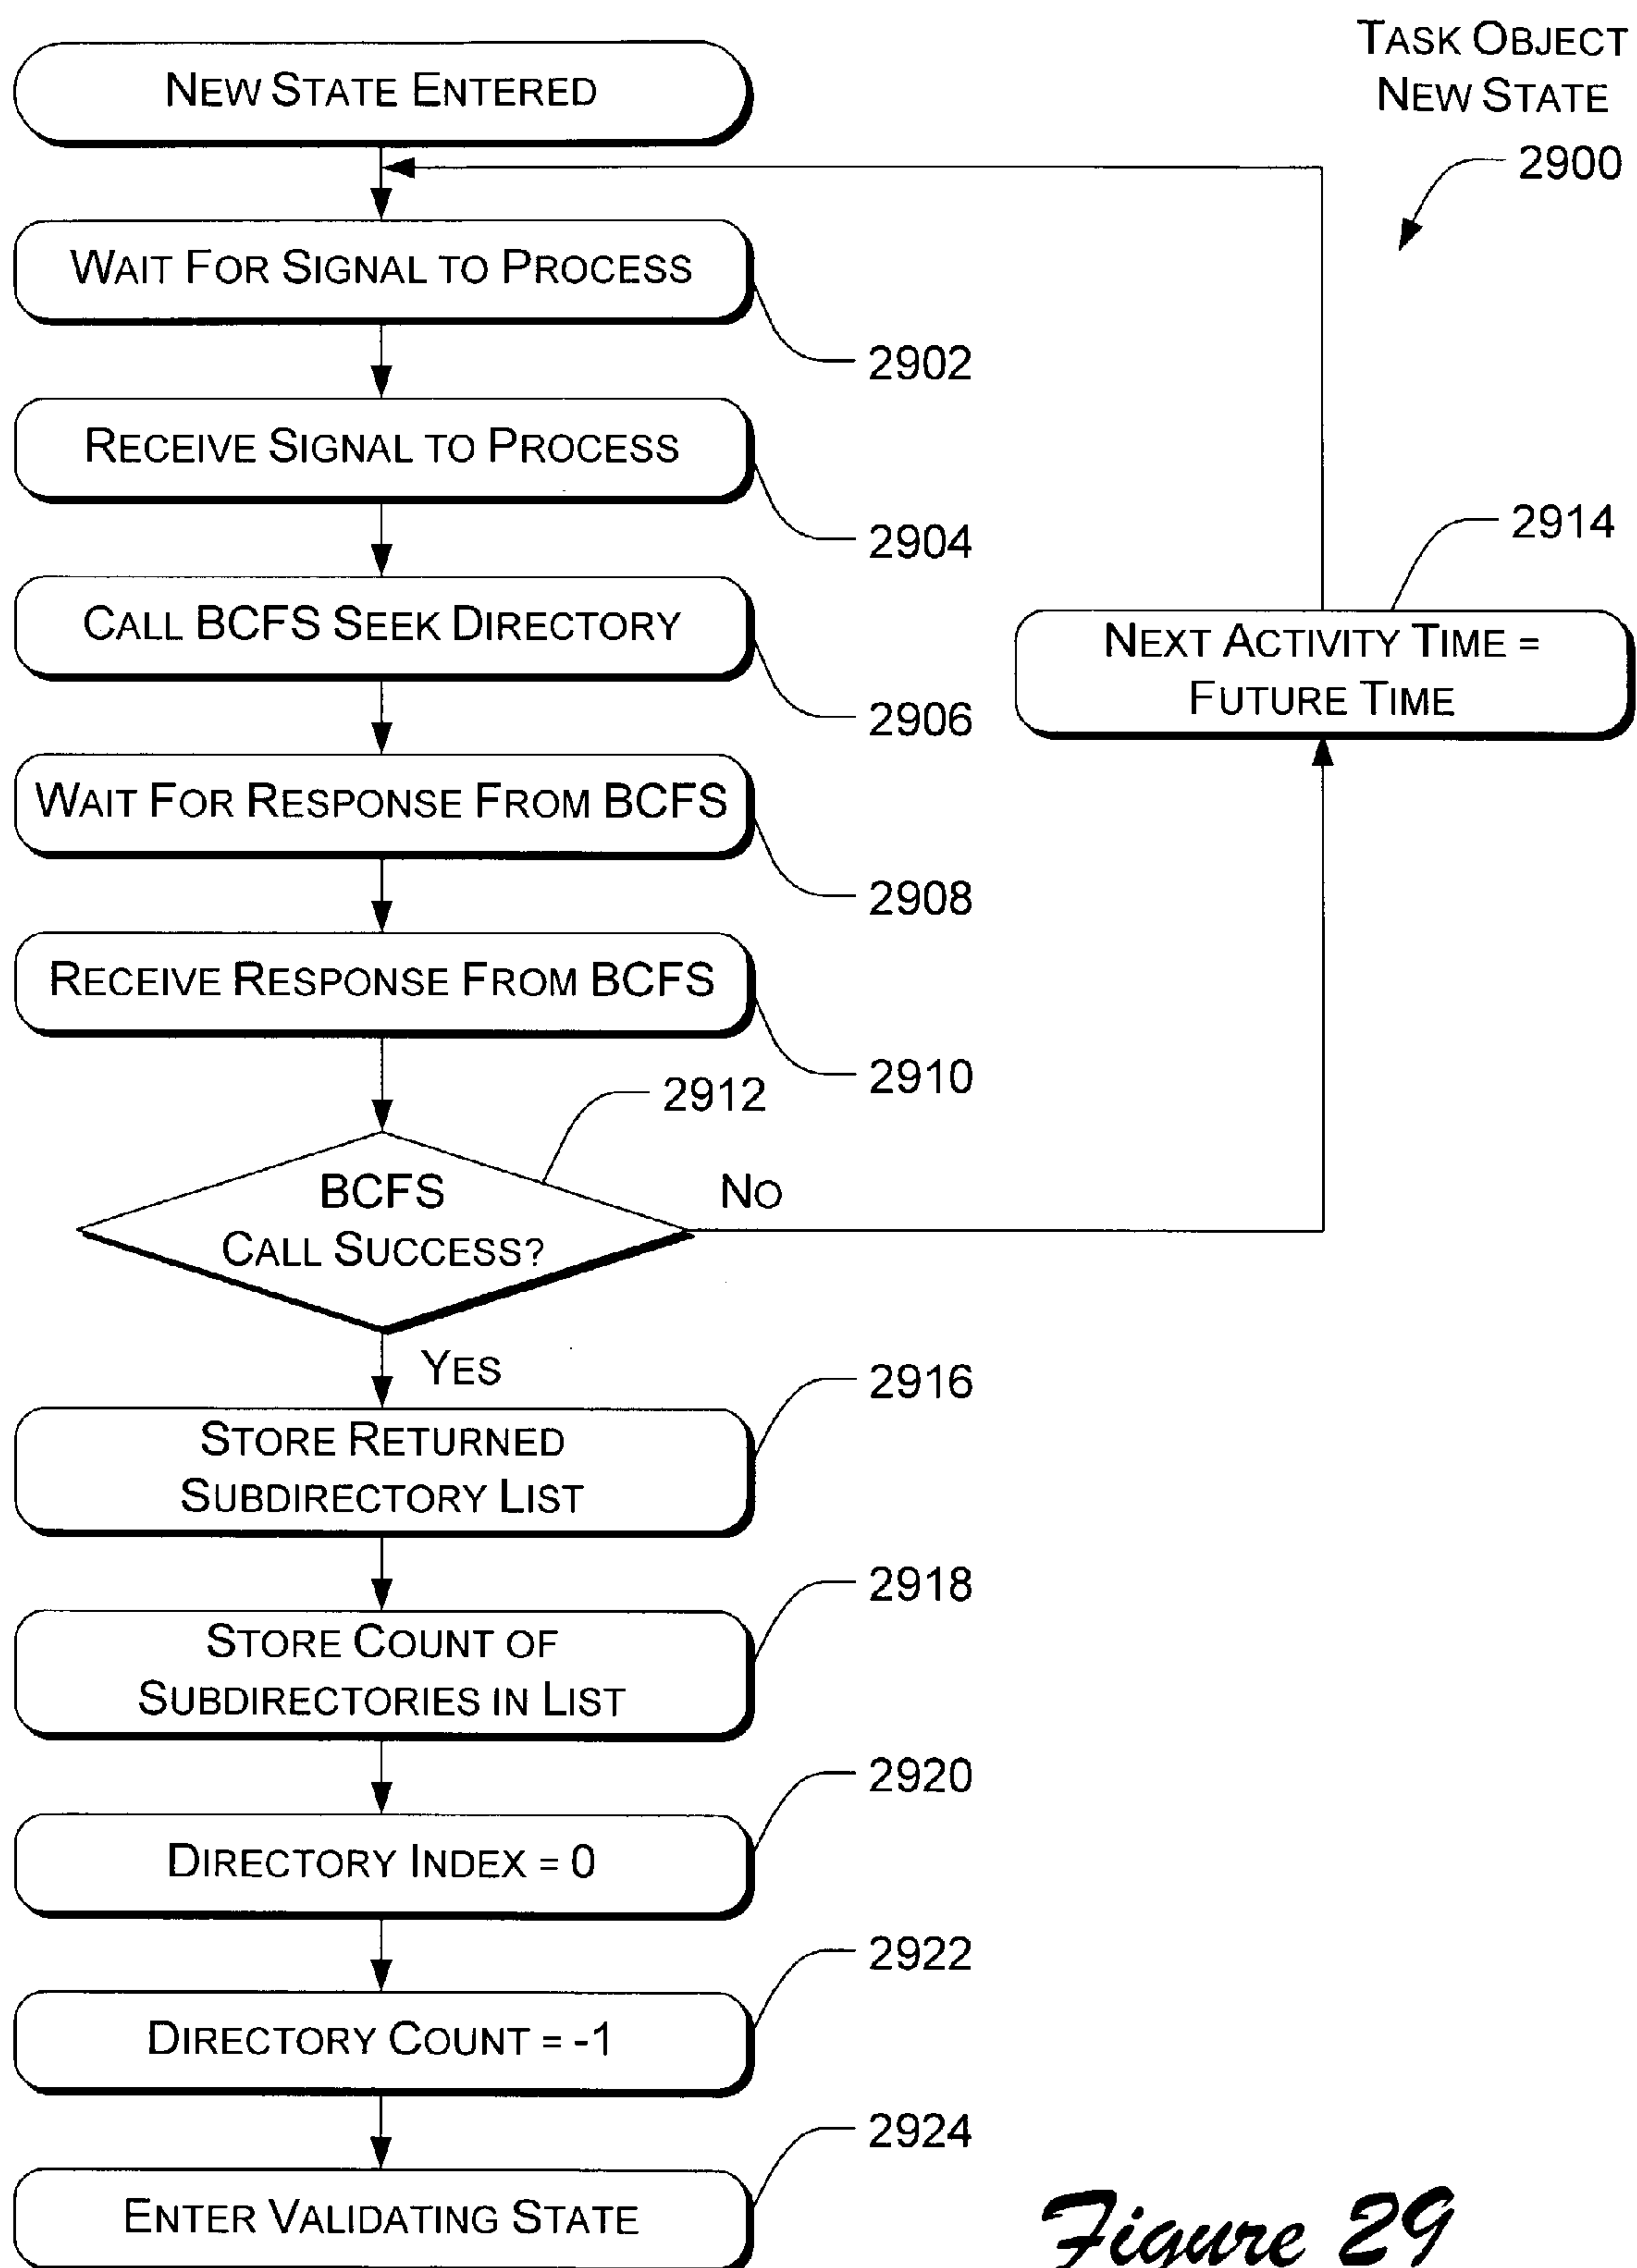 TASK OBJECT
NEW STATE
2900
NEW STATE ENTERED
WAIT FOR SIGNAL TO PROCESS
2902
RECEIVE SIGNAL TO PROCESS
2904
CALL BCFS SEEK DIRECTORY
2906
WAIT FOR RESPONSE FROM BCFS
2908
RECEIVE RESPONSE FROM BCFS
2910
2912
BCFS
CALL SUCCESS?
NO
2914
NEXT ACTIVITY TIME =
FUTURE TIME
YES
2916
STORE RETURNED
SUBDIRECTORY LIST
2918
STORE COUNT OF
SUBDIRECTORIES IN LIST
2920
DIRECTORY INDEX = 0
2922
DIRECTORY COUNT = -1
2924
ENTER VALIDATING STATE
Figure 29